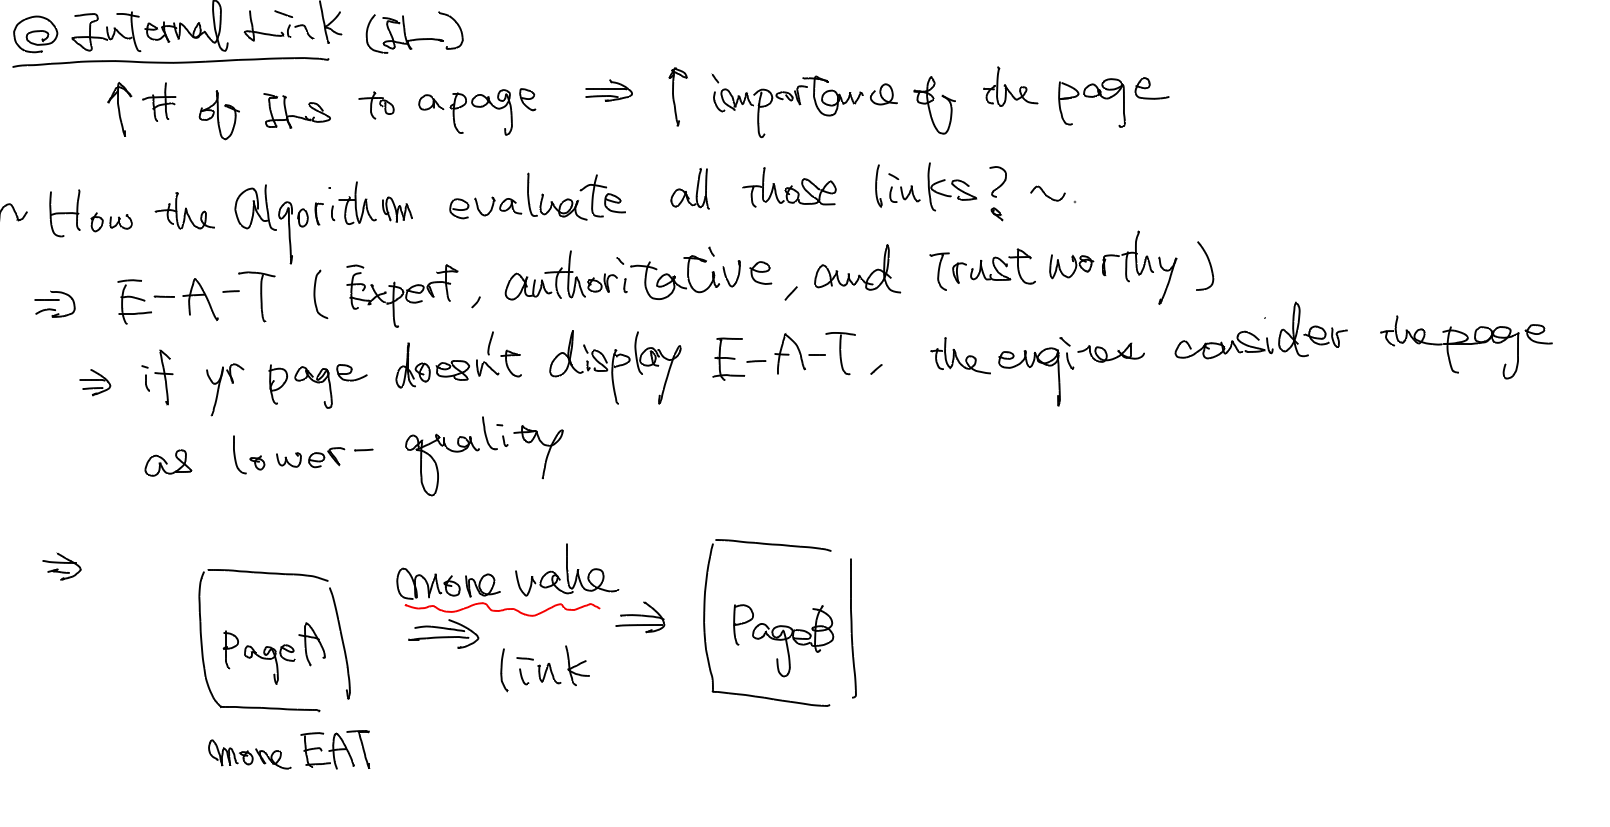 @ Internal Link (IL)
↑ # of ILs to a page ⇒ ↑ importance of the page
~ How the Algorithm evaluate all those links? ~.
⇒ E-A-T (Expert, authoritative, and Trustworthy)
⇒ if yr page doesn't display E-A-T, the engines consider the page
as lower-quality
⇒ more value
Page A ⇒ link ⇒ Page B
more EAT